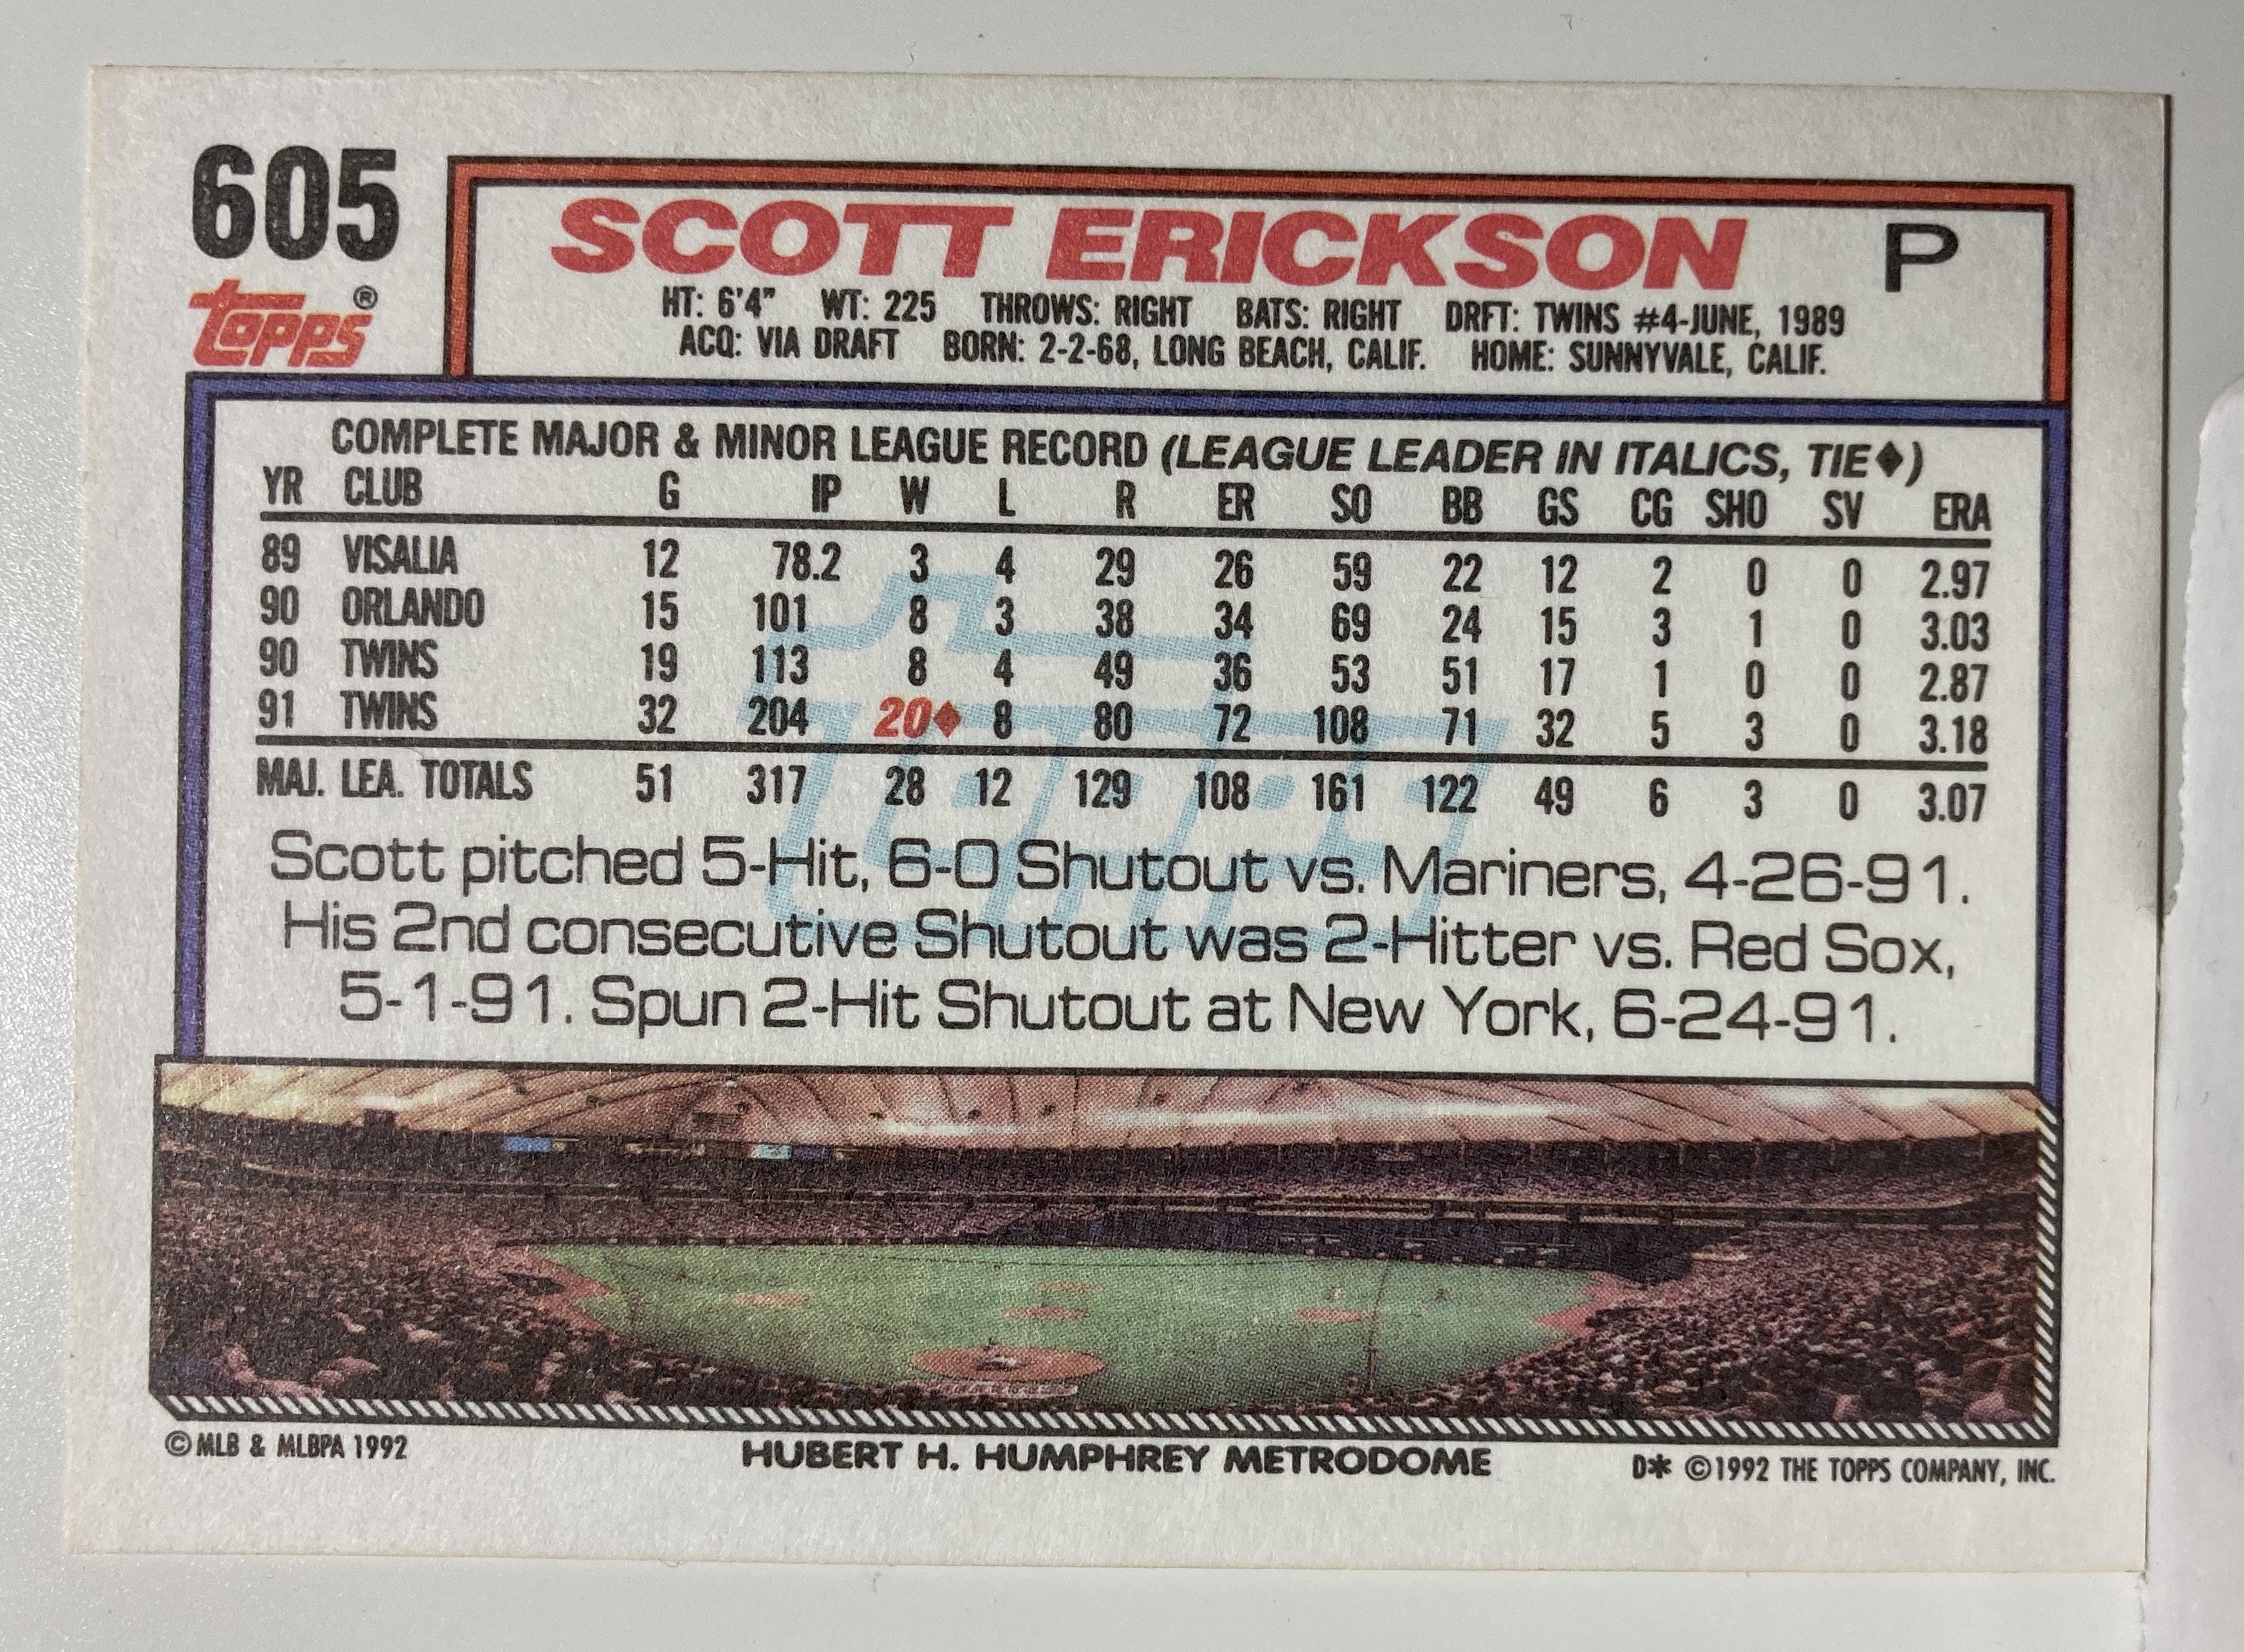 605
SCOTT ERICKSON P
topps®
HT: 6'4" WT: 225 THROWS: RIGHT BATS: RIGHT DRFT: TWINS #4-JUNE, 1989
ACQ: VIA DRAFT BORN: 2-2-68, LONG BEACH, CALIF. HOME: SUNNYVALE, CALIF.
COMPLETE MAJOR & MINOR LEAGUE RECORD (LEAGUE LEADER IN ITALICS, TIE♦)
YR CLUB G IP W L R ER SO BB GS CG SHO SV ERA
89 VISALIA 12 78.2 3 4 29 26 59 22 12 2 0 0 2.97
90 ORLANDO 15 101 8 3 38 34 69 24 15 3 1 0 3.03
90 TWINS 19 113 8 4 49 36 53 51 17 1 0 0 2.87
91 TWINS 32 204 20♦ 8 80 72 108 71 32 5 3 0 3.18
MAJ. LEA. TOTALS 51 317 28 12 129 108 161 122 49 6 3 0 3.07
Scott pitched 5-Hit, 6-0 Shutout vs. Mariners, 4-26-91.
His 2nd consecutive Shutout was 2-Hitter vs. Red Sox,
5-1-91. Spun 2-Hit Shutout at New York, 6-24-91.
© MLB & MLBPA 1992
HUBERT H. HUMPHREY METRODOME
D* © 1992 THE TOPPS COMPANY, INC.